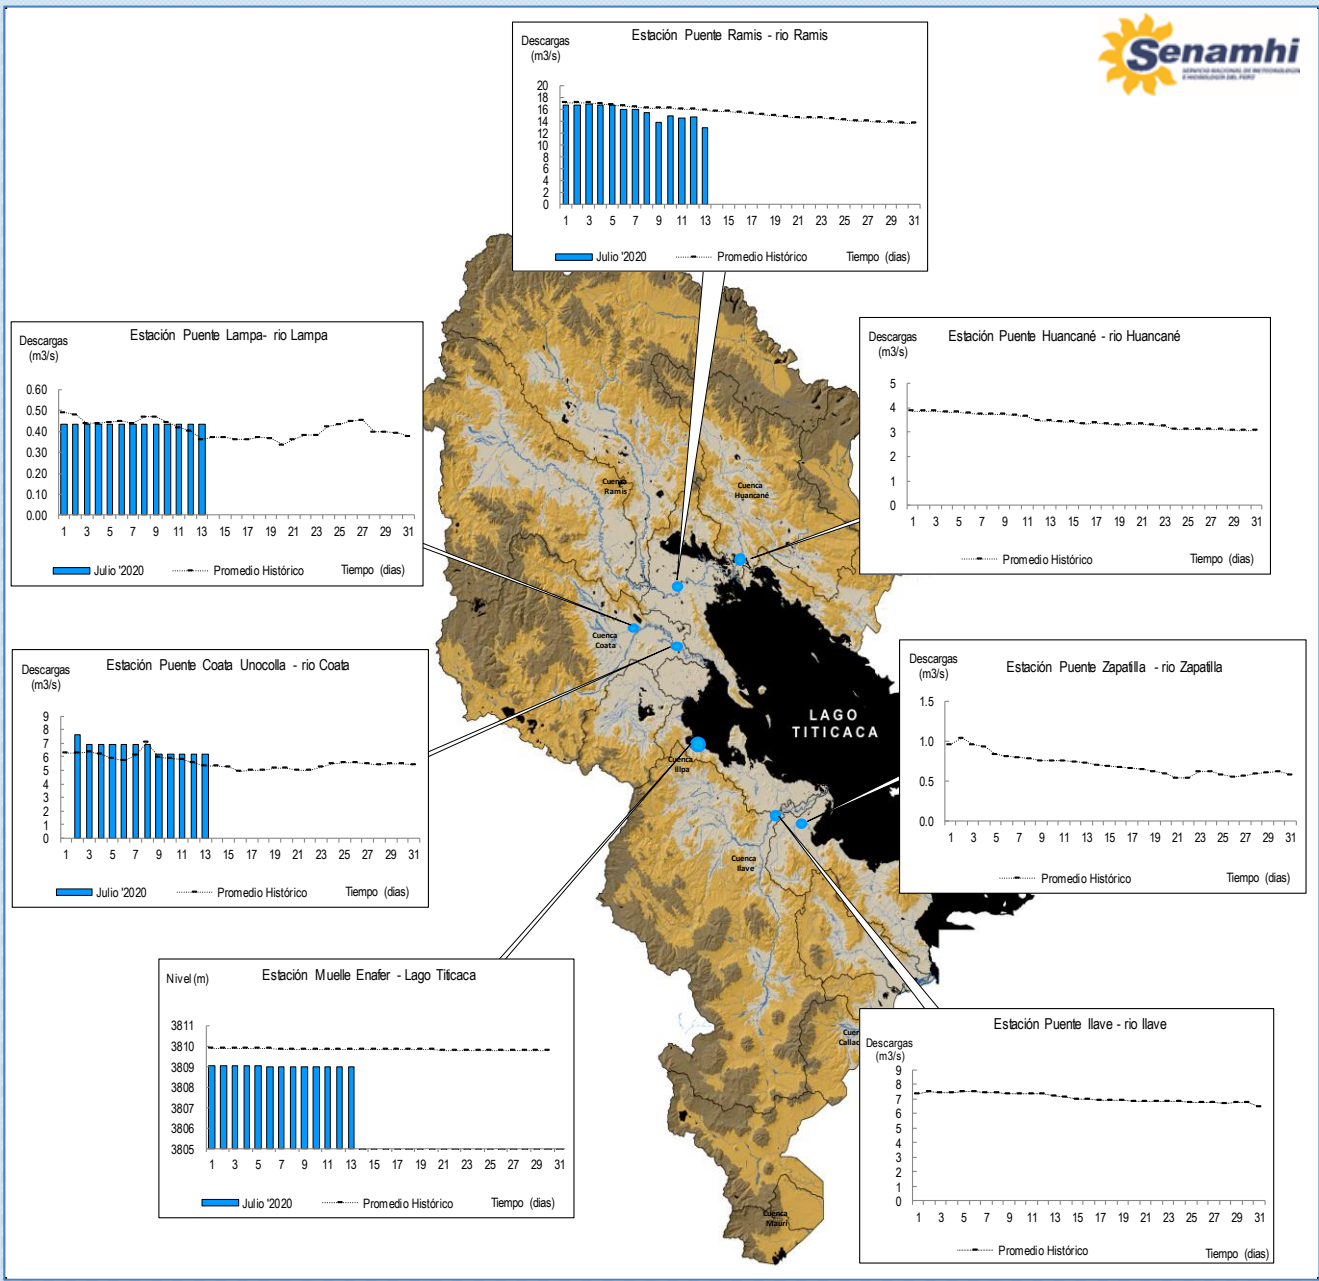 Senamhi
SERVICIO NACIONAL DE METEOROLOGÍA
E HIDROLOGÍA DEL PERÚ
Estación Puente Ramis - rio Ramis
Descargas
(m3/s)
20
18
16
14
12
10
8
6
4
2
0
1 3 5 7 9 11 13 15 17 19 21 23 25 27 29 31
Julio '2020 Promedio Histórico Tiempo (dias)
Estación Puente Lampa- rio Lampa
Descargas
(m3/s)
0.60
0.50
0.40
0.30
0.20
0.10
0.00
1 3 5 7 9 11 13 15 17 19 21 23 25 27 29 31
Julio '2020 Promedio Histórico Tiempo (dias)
Estación Puente Huancané - rio Huancané
Descargas
(m3/s)
5
4
3
2
1
0
1 3 5 7 9 11 13 15 17 19 21 23 25 27 29 31
Promedio Histórico Tiempo (dias)
Cuenca
Ramis
Cuenca
Huancané
Cuenca
Coata
LAGO
TITICACA
Cuenca
Illpa
Cuenca
Ilave
Cuen
Callac
Cuenca
Mauri
Estación Puente Coata Unocolla - rio Coata
Descargas
(m3/s)
9
8
7
6
5
4
3
2
1
0
1 3 5 7 9 11 13 15 17 19 21 23 25 27 29 31
Julio '2020 Promedio Histórico Tiempo (dias)
Estación Puente Zapatilla - rio Zapatilla
Descargas
(m3/s)
1.5
1.0
0.5
0.0
1 3 5 7 9 11 13 15 17 19 21 23 25 27 29 31
Promedio Histórico Tiempo (dias)
Estación Muelle Enafer - Lago Titicaca
Nivel (m)
3811
3810
3809
3808
3807
3806
3805
1 3 5 7 9 11 13 15 17 19 21 23 25 27 29 31
Julio '2020 Promedio Histórico Tiempo (dias)
Estación Puente Ilave - rio Ilave
Descargas
(m3/s)
9
8
7
6
5
4
3
2
1
0
1 3 5 7 9 11 13 15 17 19 21 23 25 27 29 31
Promedio Histórico Tiempo (dias)